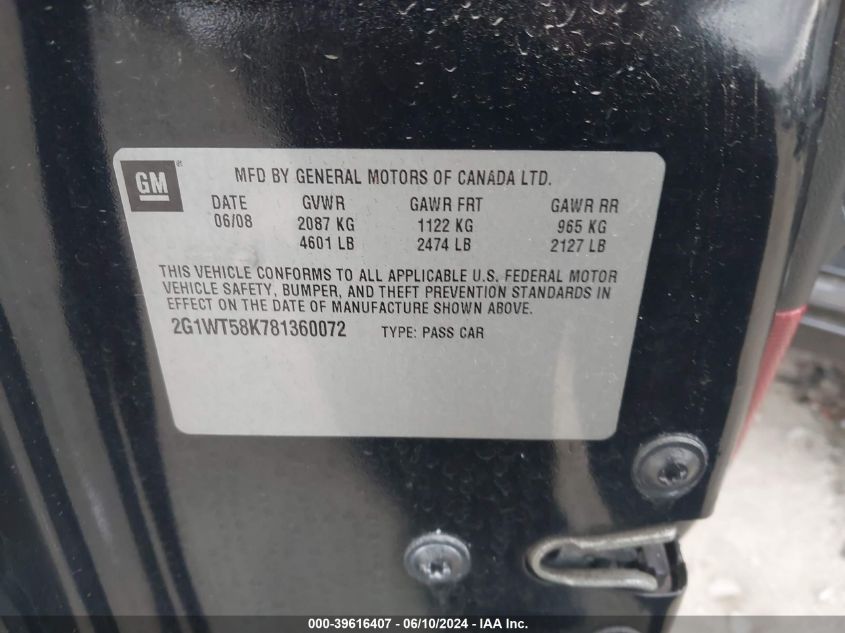 GM
MFD BY GENERAL MOTORS OF CANADA LTD.
DATE GVWR GAWR FRT GAWR RR
06/08 2087 KG 1122 KG 965 KG
4601 LB 2474 LB 2127 LB
THIS VEHICLE CONFORMS TO ALL APPLICABLE U.S. FEDERAL MOTOR
VEHICLE SAFETY, BUMPER, AND THEFT PREVENTION STANDARDS IN
EFFECT ON THE DATE OF MANUFACTURE SHOWN ABOVE.
2G1WT58K781360072 TYPE: PASS CAR
000-39616407 - 06/10/2024 - IAA Inc.